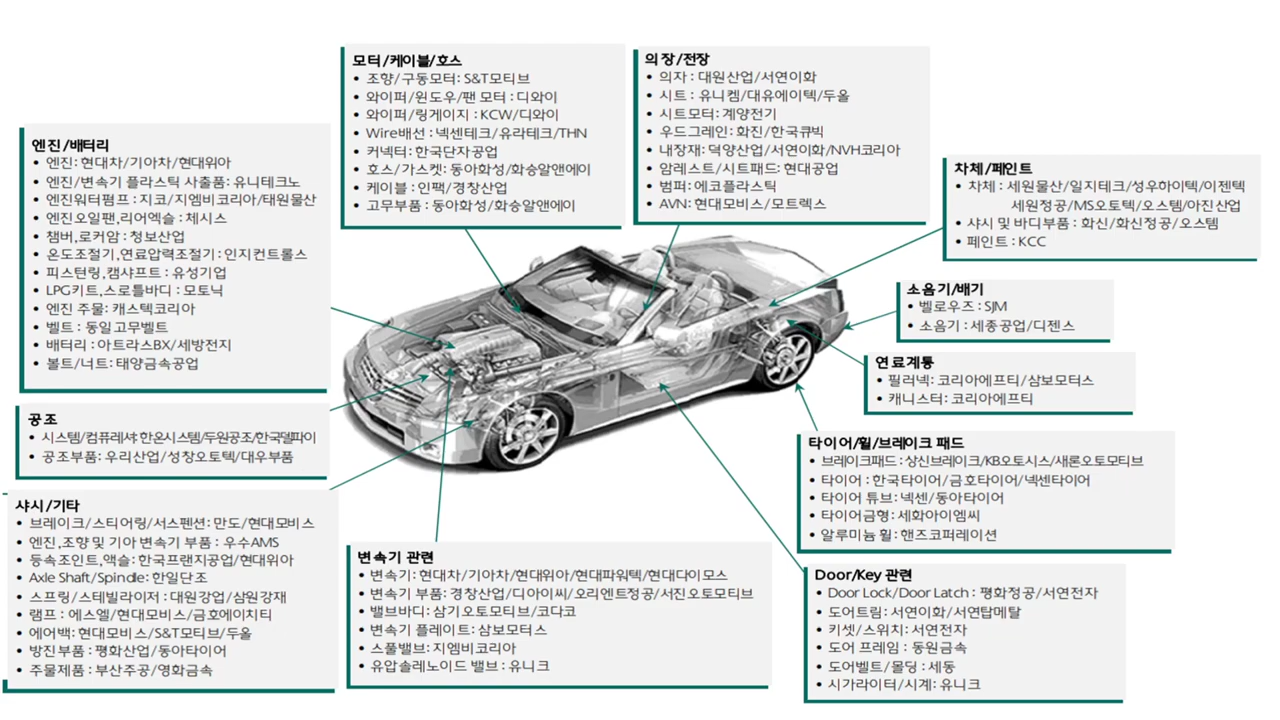 모터/케이블/호스
• 조향/구동모터: S&T모티브
• 와이퍼/윈도우/팬 모터 : 디와이
• 와이퍼/링게이지 : KCW/디와이
• Wire배선 : 넥센테크/유라테크/THN
• 커넥터: 한국단자공업
• 호스/가스켓: 동아화성/화승알앤에이
• 케이블 : 인팩/경창산업
• 고무부품 : 동아화성/화승알앤에이
의장/전장
• 의자 : 대원산업/서연이화
• 시트 : 유니켐/대유에이텍/두올
• 시트모터: 계양전기
• 우드그레인: 화진/한국큐빅
• 내장재: 덕양산업/서연이화/NVH코리아
• 암레스트/시트패드: 현대공업
• 범퍼: 에코플라스틱
• AVN: 현대모비스/모트렉스
엔진/배터리
• 엔진: 현대차/기아차/현대위아
• 엔진/변속기 플라스틱 사출품: 유니테크노
• 엔진워터펌프 : 지코/지엠비코리아/태원물산
• 엔진오일팬,리어엑슬 : 체시스
• 챔버,로커암 : 청보산업
• 온도조절기,연료압력조절기 : 인지컨트롤스
• 피스턴링,캠샤프트 : 유성기업
• LPG키트,스로틀바디 : 모토닉
• 엔진 주물: 캐스텍코리아
• 벨트 : 동일고무벨트
• 배터리 : 아트라스BX/세방전지
• 볼트/너트: 태양금속공업
차체/페인트
• 차체 : 세원물산/일지테크/성우하이텍/이젠텍
세원정공/MS오토텍/오스템/아진산업
• 샤시 및 바디부품 : 화신/화신정공/오스템
• 페인트 : KCC
소음기/배기
• 벨로우즈 : SJM
• 소음기 : 세종공업/디젠스
연료계통
• 필러넥: 코리아에프티/삼보모터스
• 캐니스터: 코리아에프티
공조
• 시스템/컴퓨레셔: 한온시스템/두원공조/한국델파이
• 공조부품: 우리산업/성창오토텍/대우부품
타이어/휠/브레이크 패드
• 브레이크패드 : 상신브레이크/KB오토시스/새론오토모티브
• 타이어 : 한국타이어/금호타이어/넥센타이어
• 타이어 튜브: 넥센/동아타이어
• 타이어금형: 세화아이엠씨
• 알루미늄 휠: 핸즈코퍼레이션
샤시/기타
• 브레이크/스티어링/서스펜션: 만도/현대모비스
• 엔진,조향 및 기아 변속기 부품 : 우수AMS
• 등속조인트,액슬: 한국프랜지공업/현대위아
• Axle Shaft/Spindle: 한일단조
• 스프링/스테빌라이저 : 대원강업/삼원강재
• 램프 : 에스엘/현대모비스/금호에이치티
• 에어백: 현대모비스/S&T모티브/두올
• 방진부품 : 평화산업/동아타이어
• 주물제품 : 부산주공/영화금속
변속기 관련
• 변속기: 현대차/기아차/현대위아/현대파워텍/현대다이모스
• 변속기 부품: 경창산업/디아이씨/오리엔트정공/서진오토모티브
• 밸브바디: 삼기오토모티브/코다코
• 변속기 플레이트: 삼보모터스
• 스풀밸브: 지엠비코리아
• 유압솔레노이드 밸브 : 유니크
Door/Key 관련
• Door Lock/Door Latch : 평화정공/서연전자
• 도어트림: 서연이화/서연탑메탈
• 키셋/스위치: 서연전자
• 도어 프레임 : 동원금속
• 도어벨트/몰딩 : 세동
• 시가라이터/시계: 유니크